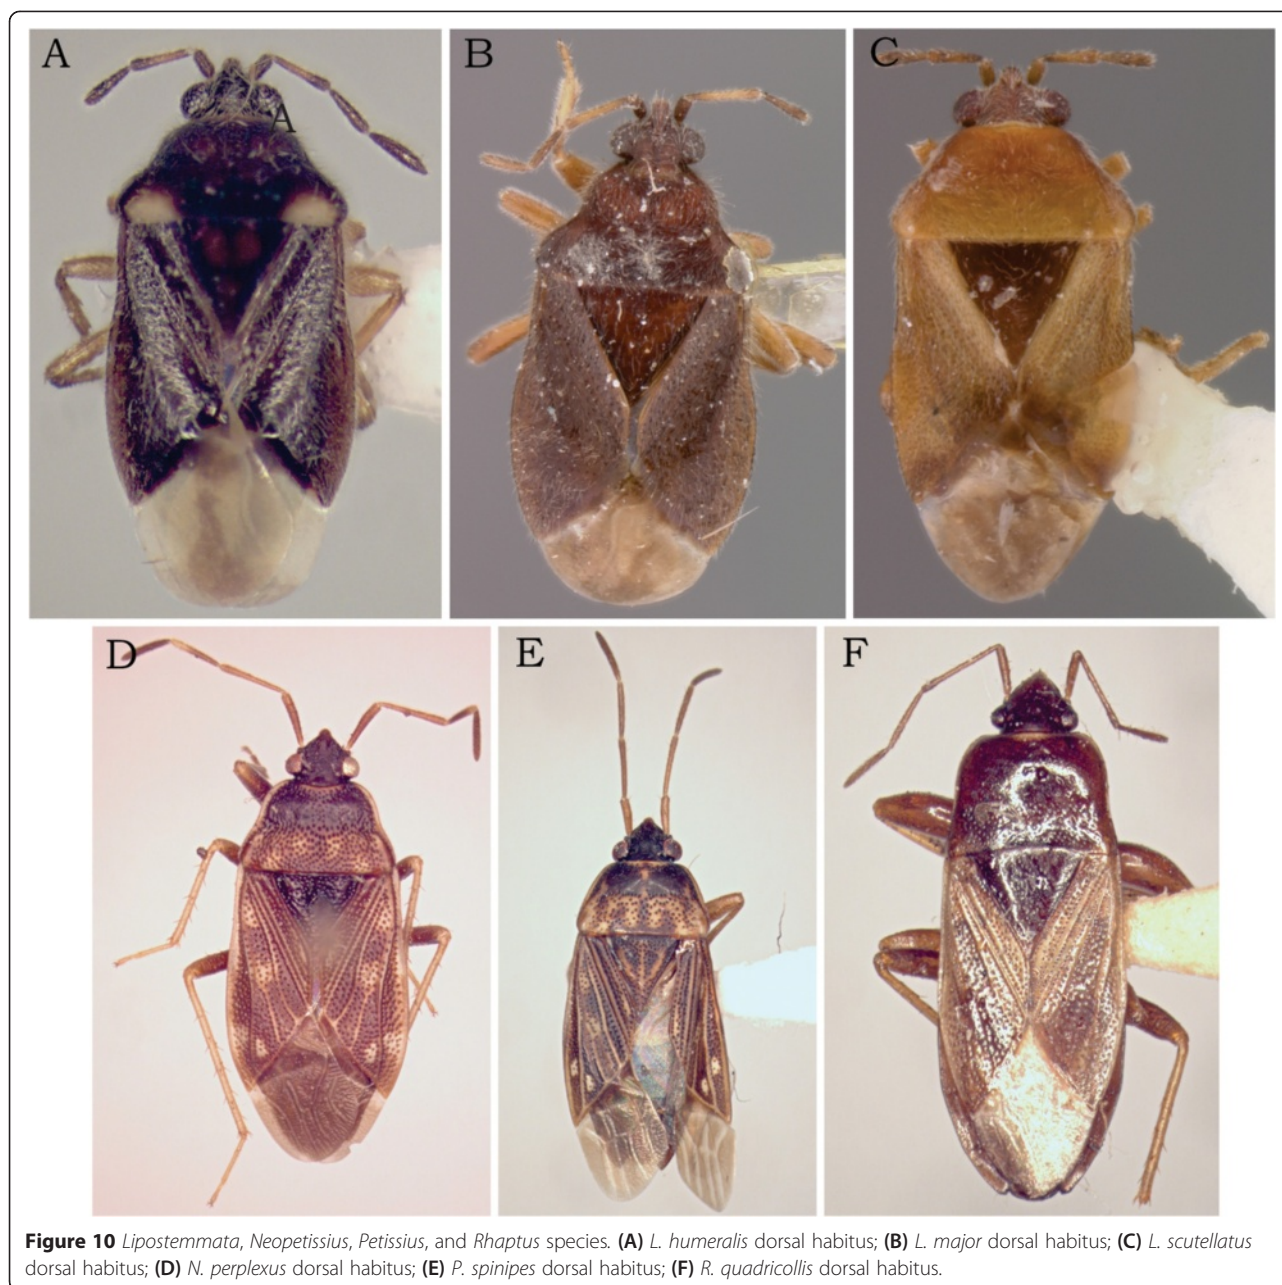 A
B
C
A
D
E
F
Figure 10 Lipostemmata, Neopetissius, Petissius, and Rhaptus species. (A) L. humeralis dorsal habitus; (B) L. major dorsal habitus; (C) L. scutellatus
dorsal habitus; (D) N. perplexus dorsal habitus; (E) P. spinipes dorsal habitus; (F) R. quadricollis dorsal habitus.